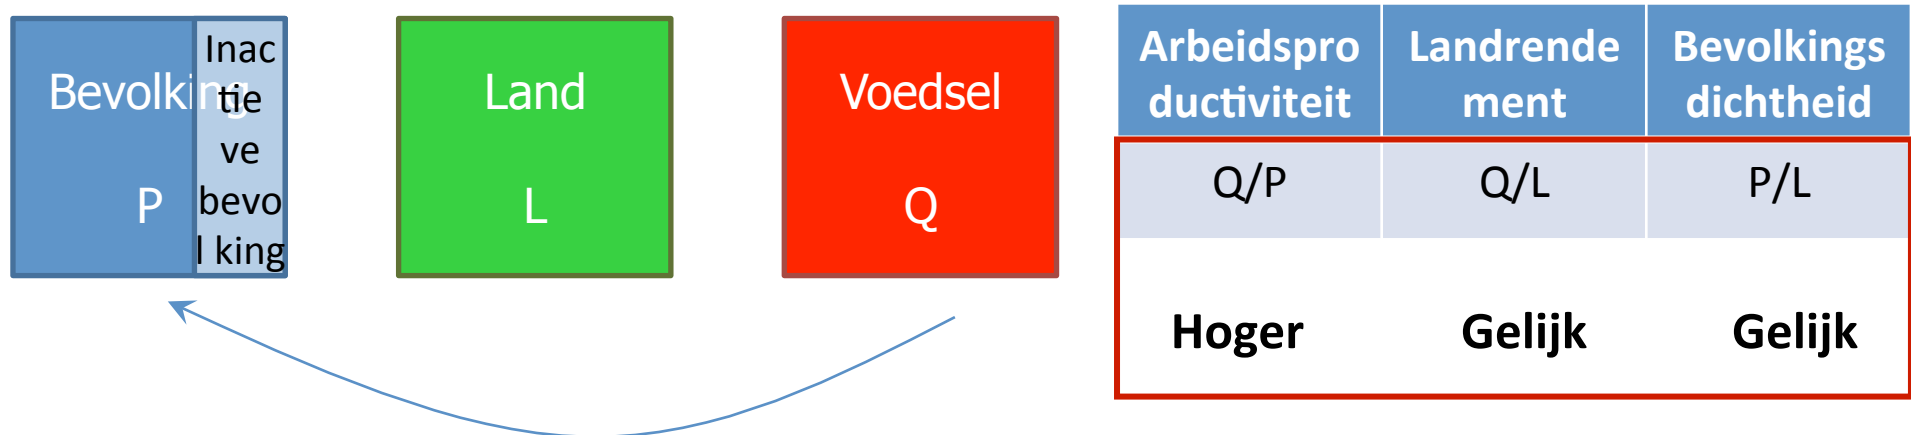 Bevolking
P
Inac
tie
ve
bevo
l king
Land
L
Voedsel
Q
Arbeidspro
ductiviteit
Landrende
ment
Bevolkings
dichtheid
Q/P
Q/L
P/L
Hoger
Gelijk
Gelijk